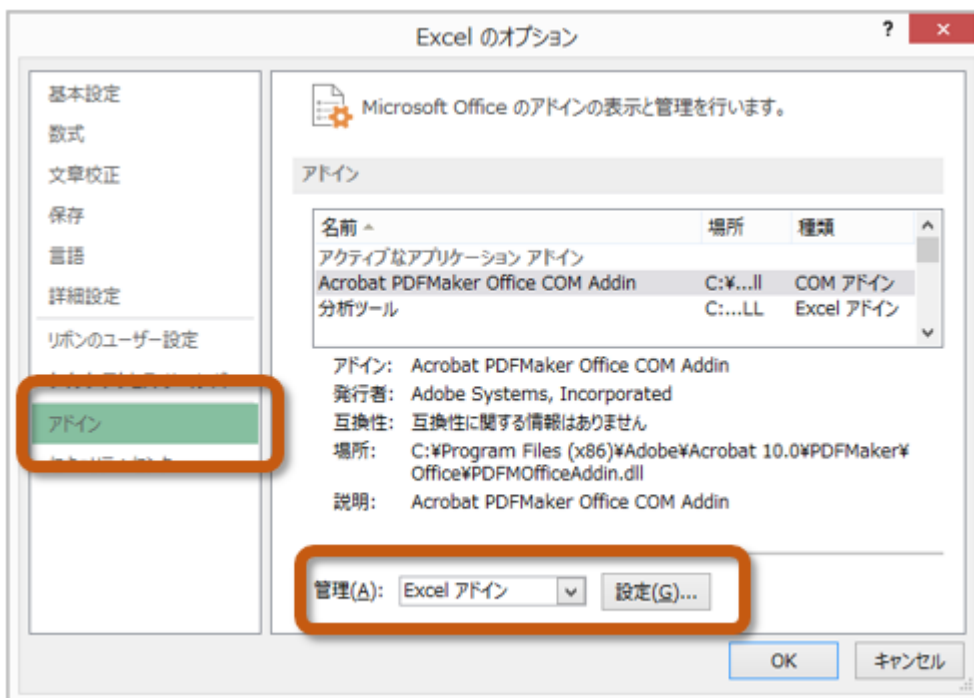 Excel のオプション
?
×
基本設定
数式
文章校正
保存
言語
詳細設定
リボンのユーザー設定
アドイン
Microsoft Office のアドインの表示と管理を行います。
アドイン
名前 場所 種類
アクティブなアプリケーション アドイン
Acrobat PDFMaker Office COM Addin C:¥...ll COM アドイン
分析ツール C:...LL Excel アドイン
アドイン: Acrobat PDFMaker Office COM Addin
発行者: Adobe Systems, Incorporated
互換性: 互換性に関する情報はありません
場所: C:¥Program Files (x86)¥Adobe¥Acrobat 10.0¥PDFMaker¥
Office¥PDFMOfficeAddin.dll
説明: Acrobat PDFMaker Office COM Addin
管理(A): Excel アドイン 設定(G)...
OK キャンセル